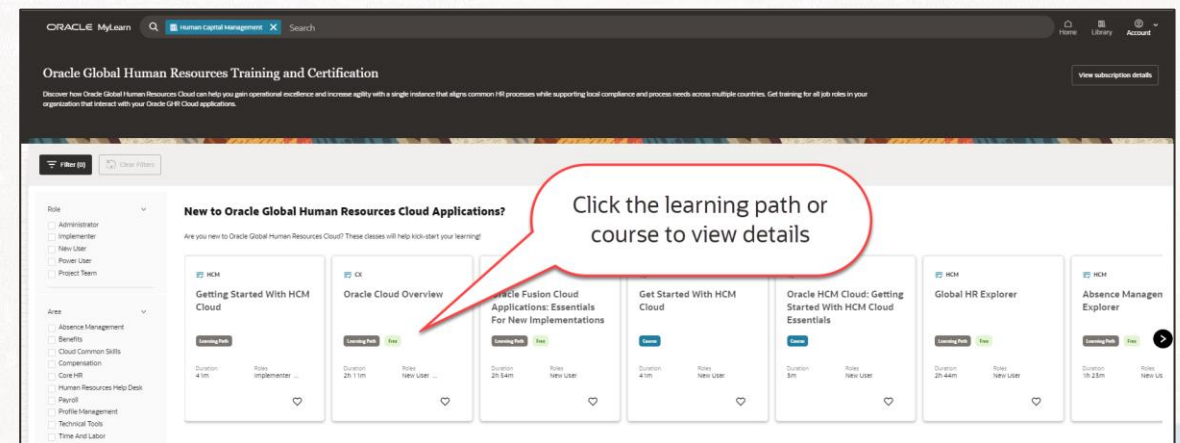 ORACLE MyLearn
Human Capital Management X Search
Home Library Account
Oracle Global Human Resources Training and Certification
View subscription details
Discover how Oracle Global Human Resources Cloud can help you gain operational excellence and increase agility with a single instance that aligns common HR processes while supporting local compliance and process needs across multiple countries. Get training for all job roles in your
organization that interact with your Oracle GHR Cloud applications.
Filter (0) Clear Filters
Click the learning path or
course to view details
Role
Administrator
Implementer
New User
Power User
Project Team
Area
Absence Management
Benefits
Cloud Common Skills
Compensation
Core HR
Human Resources Help Desk
Payroll
Profile Management
Technical Tools
Time And Labor
New to Oracle Global Human Resources Cloud Applications?
Are you new to Oracle Global Human Resources Cloud? These classes will help kick-start your learning!
HCM
Getting Started With HCM
Cloud
Learning Path
Duration Roles
41m Implementer ...
CX
Oracle Cloud Overview
Learning Path Free
Duration Roles
2h 11m New User ...
Oracle Fusion Cloud
Applications: Essentials
For New Implementations
Learning Path Free
Duration Roles
2h 54m New User
Get Started With HCM
Cloud
Course
Duration Roles
41m New User
Oracle HCM Cloud: Getting
Started With HCM Cloud
Essentials
Course
Duration Roles
5m New User
HCM
Global HR Explorer
Learning Path Free
Duration Roles
2h 44m New User
HCM
Absence Managen
Explorer
Learning Path Free
Duration Roles
1h 23m New Us